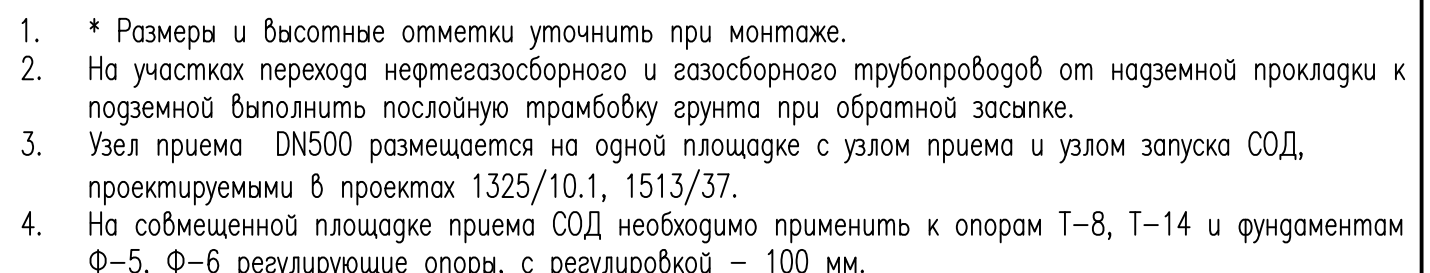 1. * Размеры и высотные отметки уточнить при монтаже.
2. На участках перехода нефтегазосборного и газосборного трубопроводов от надземной прокладки к
подземной выполнить послойную трамбовку грунта при обратной засыпке.
3. Узел приема DN500 размещается на одной площадке с узлом приема и узлом запуска СОД,
проектируемыми в проектах 1325/10.1, 1513/37.
4. На совмещенной площадке приема СОД необходимо применить к опорам Т-8, Т-14 и фундаментам
Ф-5, Ф-6 регулирующие опоры, с регулировкой - 100 мм.